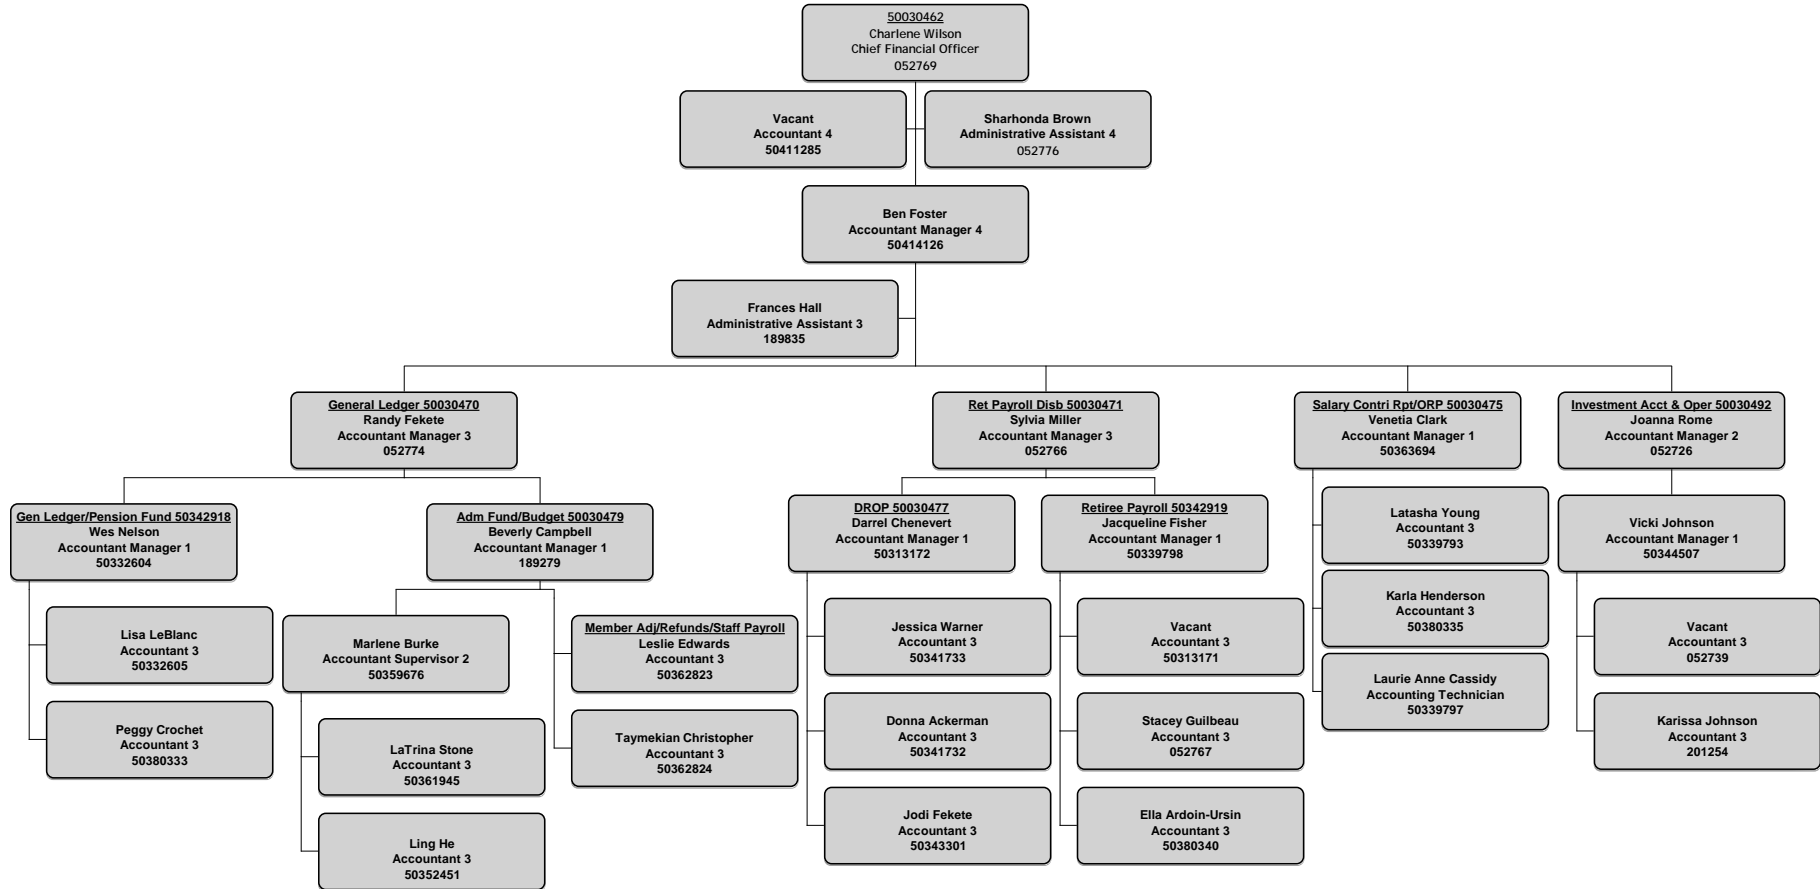 50030462
Charlene Wilson
Chief Financial Officer
052769
Vacant
Accountant 4
50411285
Sharhonda Brown
Administrative Assistant 4
052776
Ben Foster
Accountant Manager 4
50414126
Frances Hall
Administrative Assistant 3
189835
General Ledger 50030470
Randy Fekete
Accountant Manager 3
052774
Ret Payroll Disb 50030471
Sylvia Miller
Accountant Manager 3
052766
Salary Contri Rpt/ORP 50030475
Venetia Clark
Accountant Manager 1
50363694
Investment Acct & Oper 50030492
Joanna Rome
Accountant Manager 2
052726
Gen Ledger/Pension Fund 50342918
Wes Nelson
Accountant Manager 1
50332604
Adm Fund/Budget 50030479
Beverly Campbell
Accountant Manager 1
189279
DROP 50030477
Darrel Chenevert
Accountant Manager 1
50313172
Retiree Payroll 50342919
Jacqueline Fisher
Accountant Manager 1
50339798
Latasha Young
Accountant 3
50339793
Vicki Johnson
Accountant Manager 1
50344507
Karla Henderson
Accountant 3
50380335
Laurie Anne Cassidy
Accounting Technician
50339797
Lisa LeBlanc
Accountant 3
50332605
Peggy Crochet
Accountant 3
50380333
Marlene Burke
Accountant Supervisor 2
50359676
Member Adj/Refunds/Staff Payroll
Leslie Edwards
Accountant 3
50362823
LaTrina Stone
Accountant 3
50361945
Taymekian Christopher
Accountant 3
50362824
Ling He
Accountant 3
50352451
Jessica Warner
Accountant 3
50341733
Donna Ackerman
Accountant 3
50341732
Jodi Fekete
Accountant 3
50343301
Vacant
Accountant 3
50313171
Stacey Guilbeau
Accountant 3
052767
Ella Ardoin-Ursin
Accountant 3
50380340
Vacant
Accountant 3
052739
Karissa Johnson
Accountant 3
201254